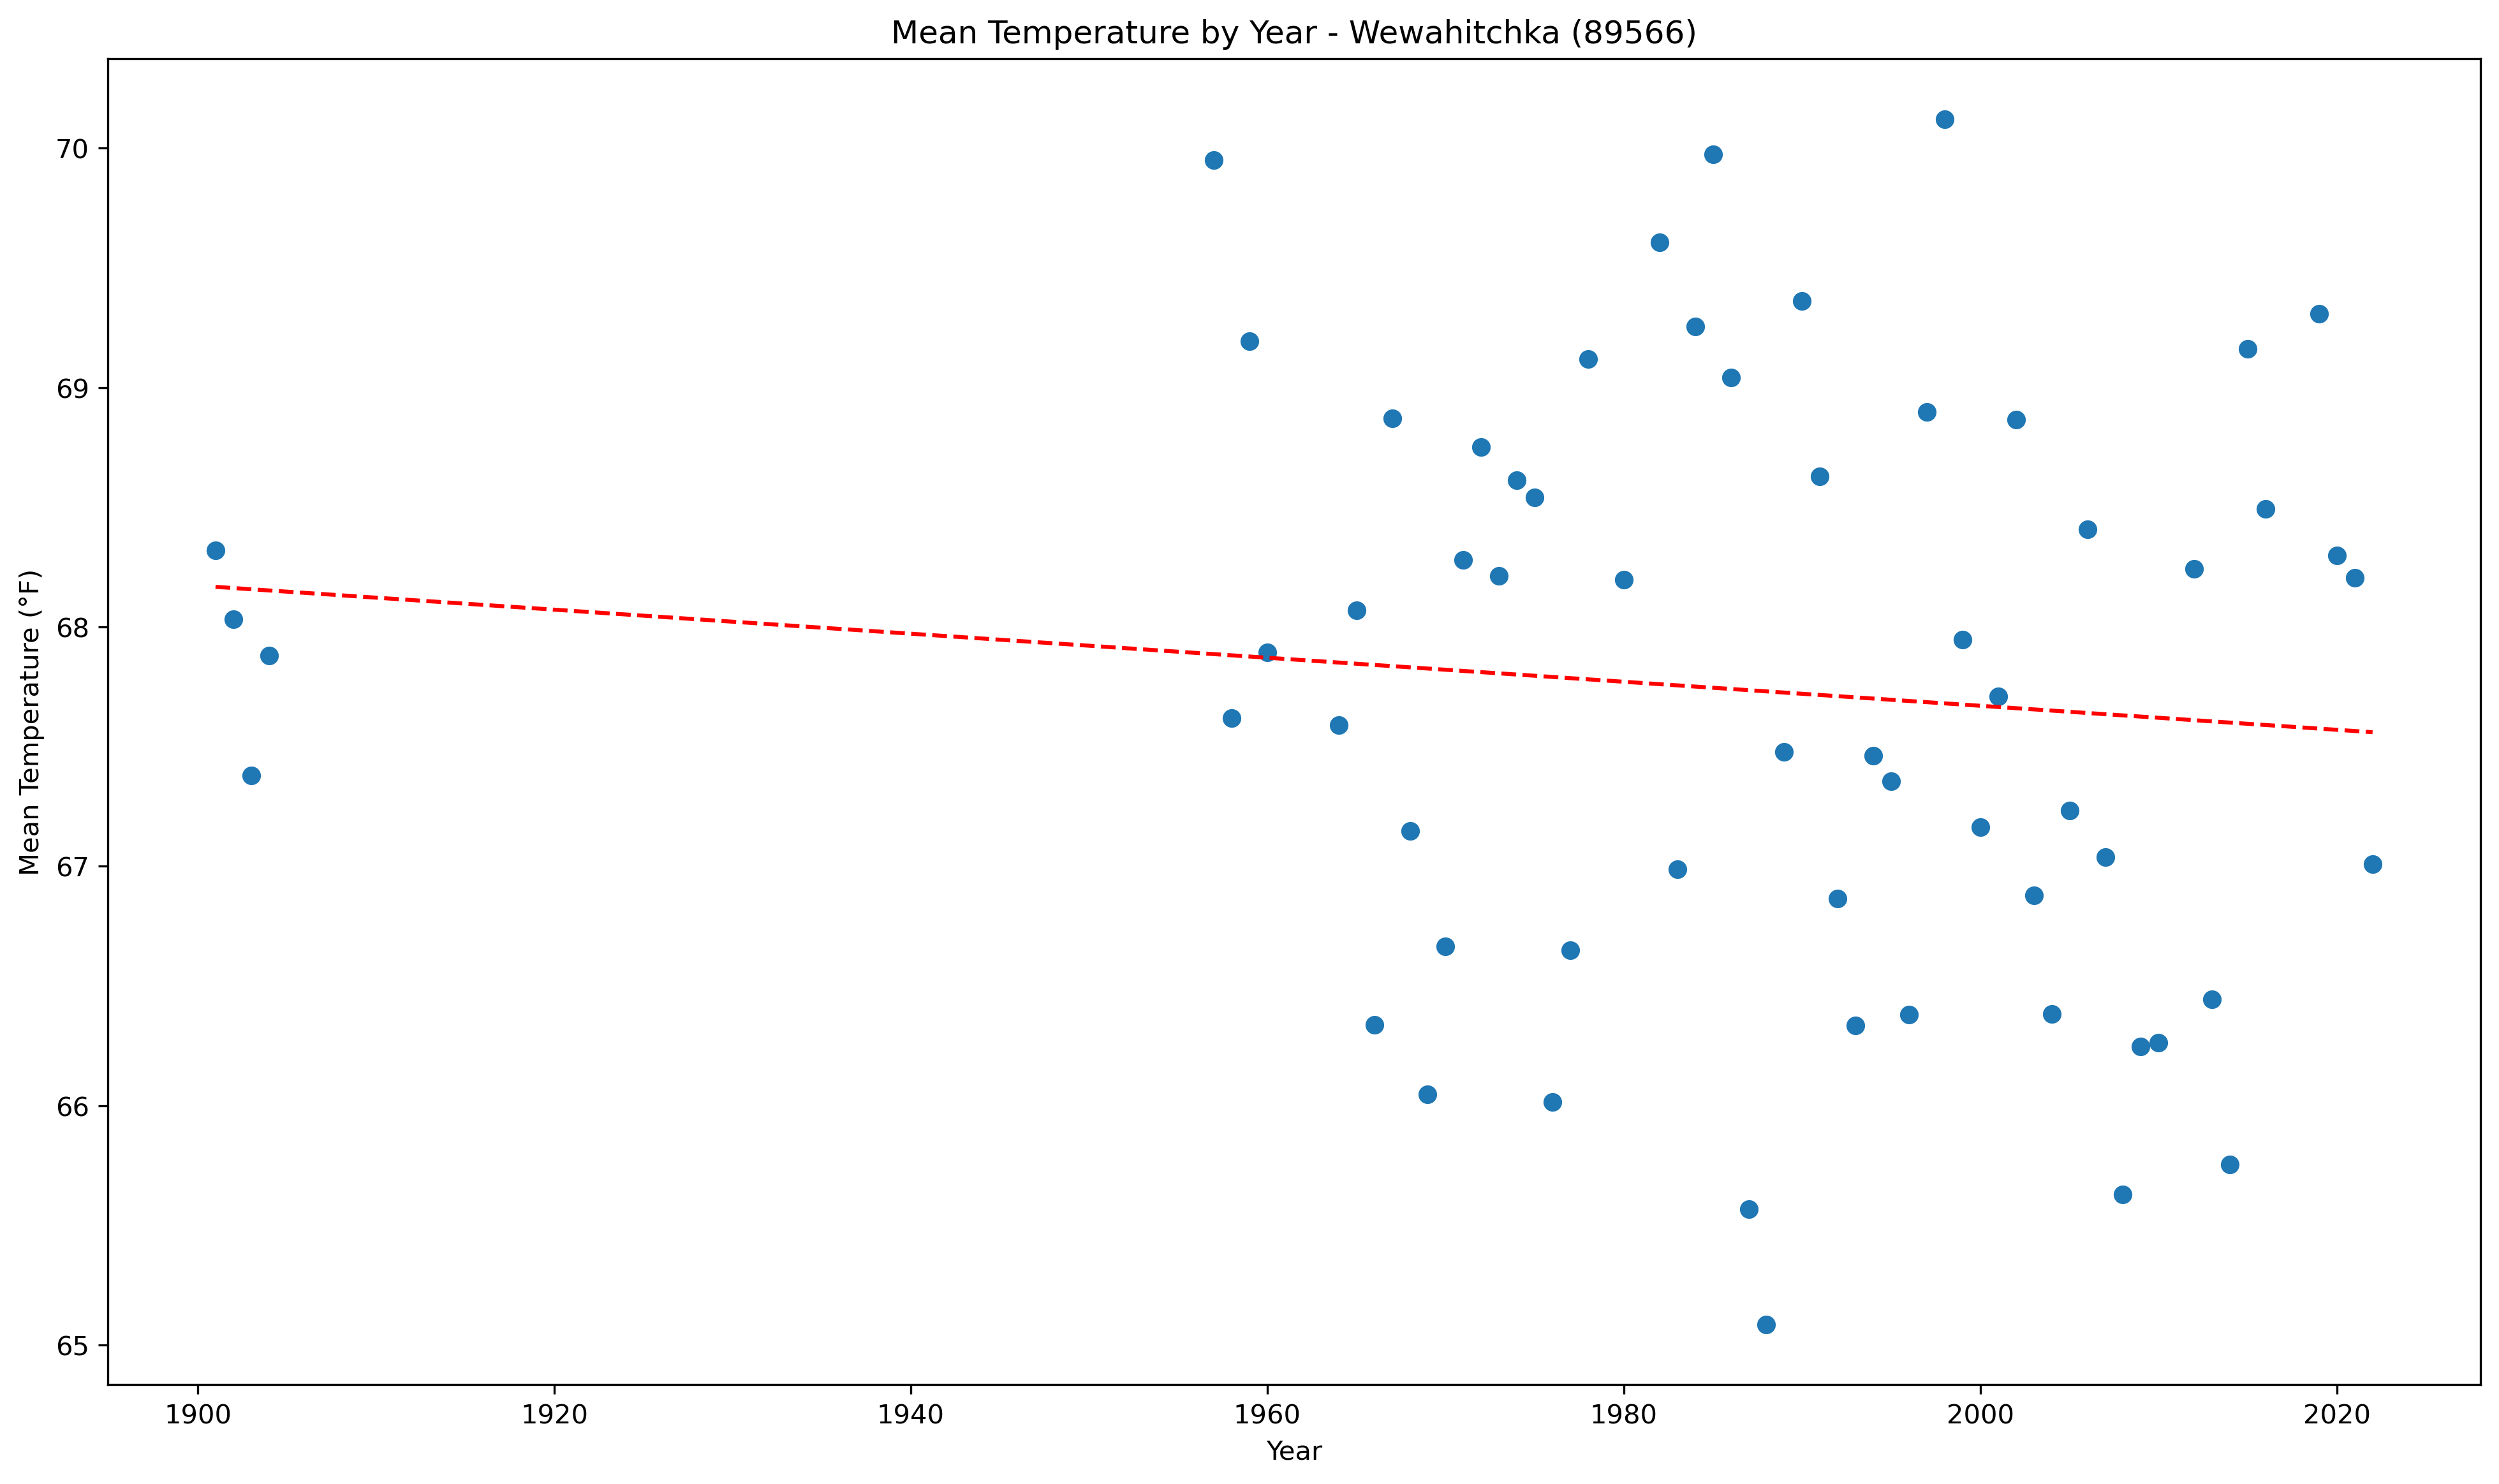 Mean Temperature by Year - Wewahitchka (89566)
Mean Temperature (°F)
70
69
68
67
66
65
1900 1920 1940 1960 1980 2000 2020
Year